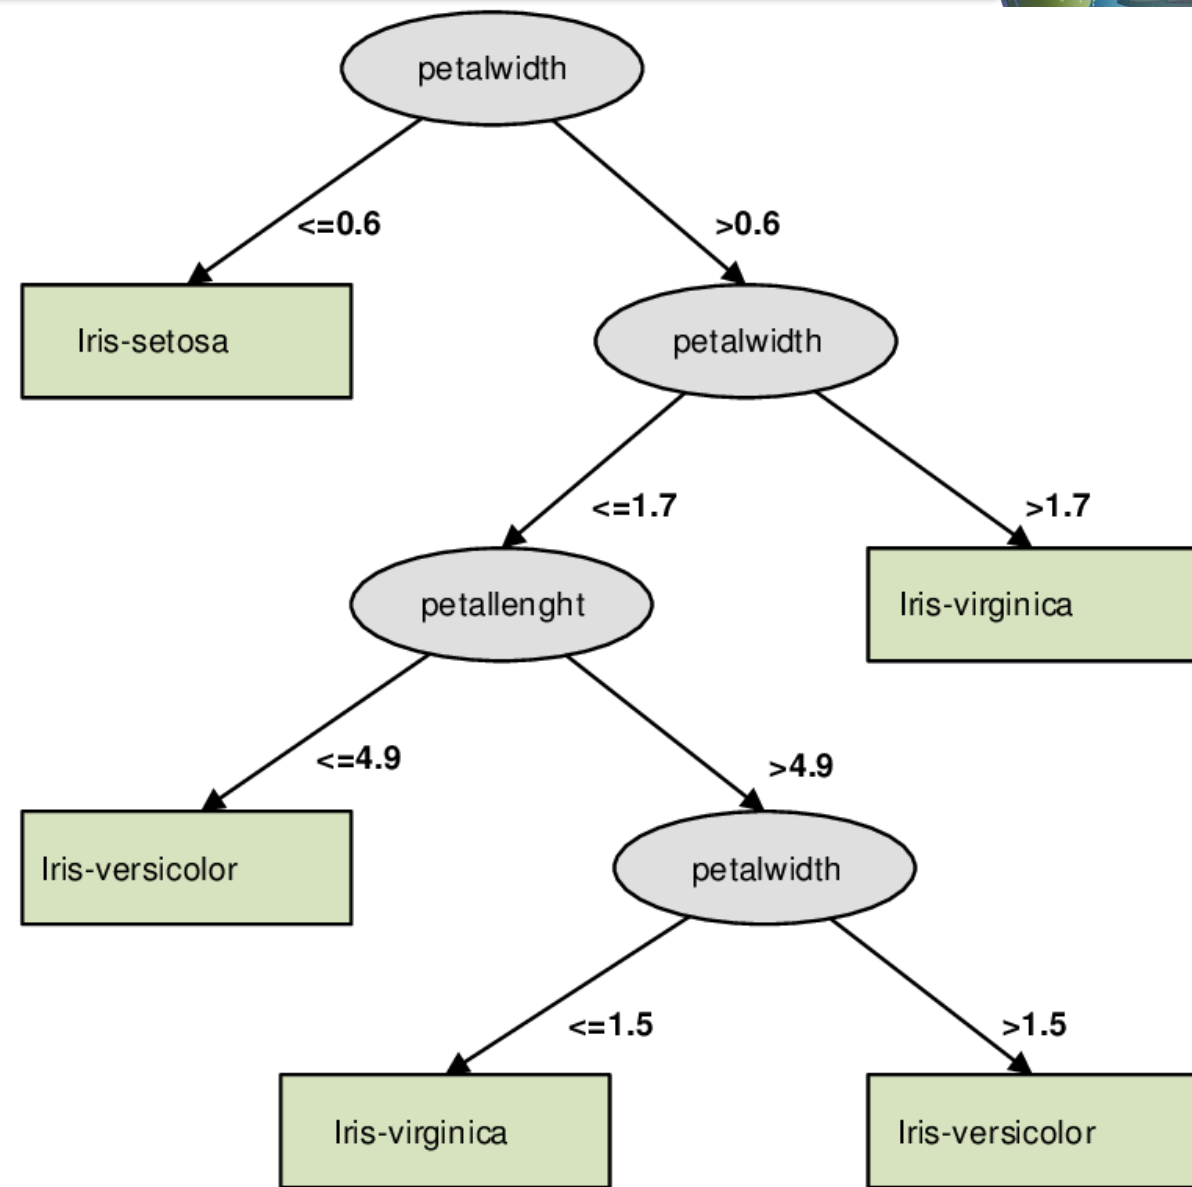 petalwidth
<=0.6
>0.6
Iris-setosa
petalwidth
<=1.7
>1.7
petallenght
Iris-virginica
<=4.9
>4.9
Iris-versicolor
petalwidth
<=1.5
>1.5
Iris-virginica
Iris-versicolor